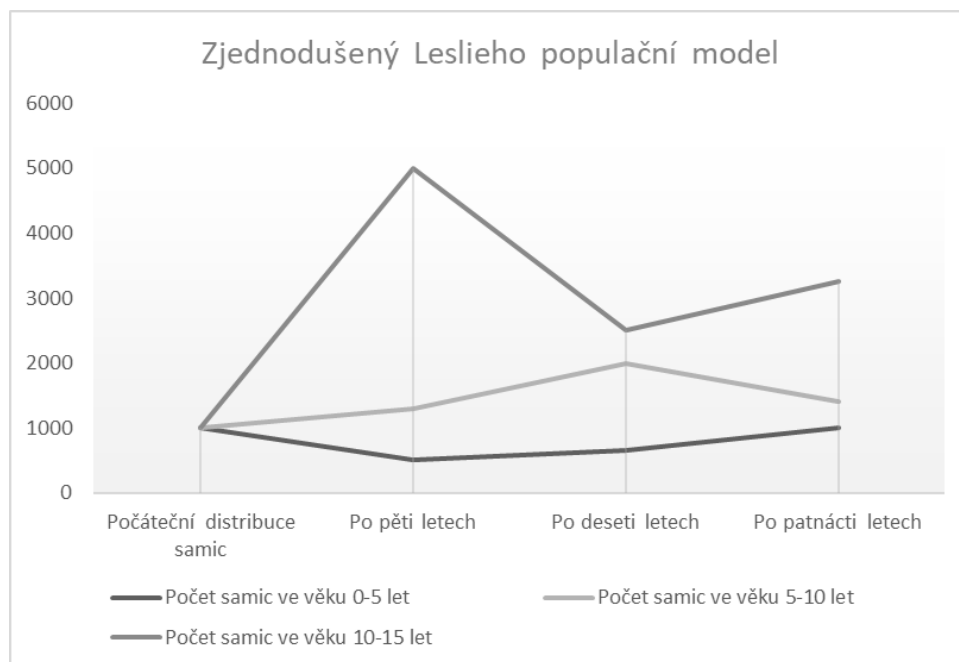 Zjednodušený Leslieho populační model
6000
5000
4000
3000
2000
1000
0
Počáteční distribuce
samic
Po pěti letech
Po deseti letech
Po patnácti letech
Počet samic ve věku 0-5 let
Počet samic ve věku 5-10 let
Počet samic ve věku 10-15 let